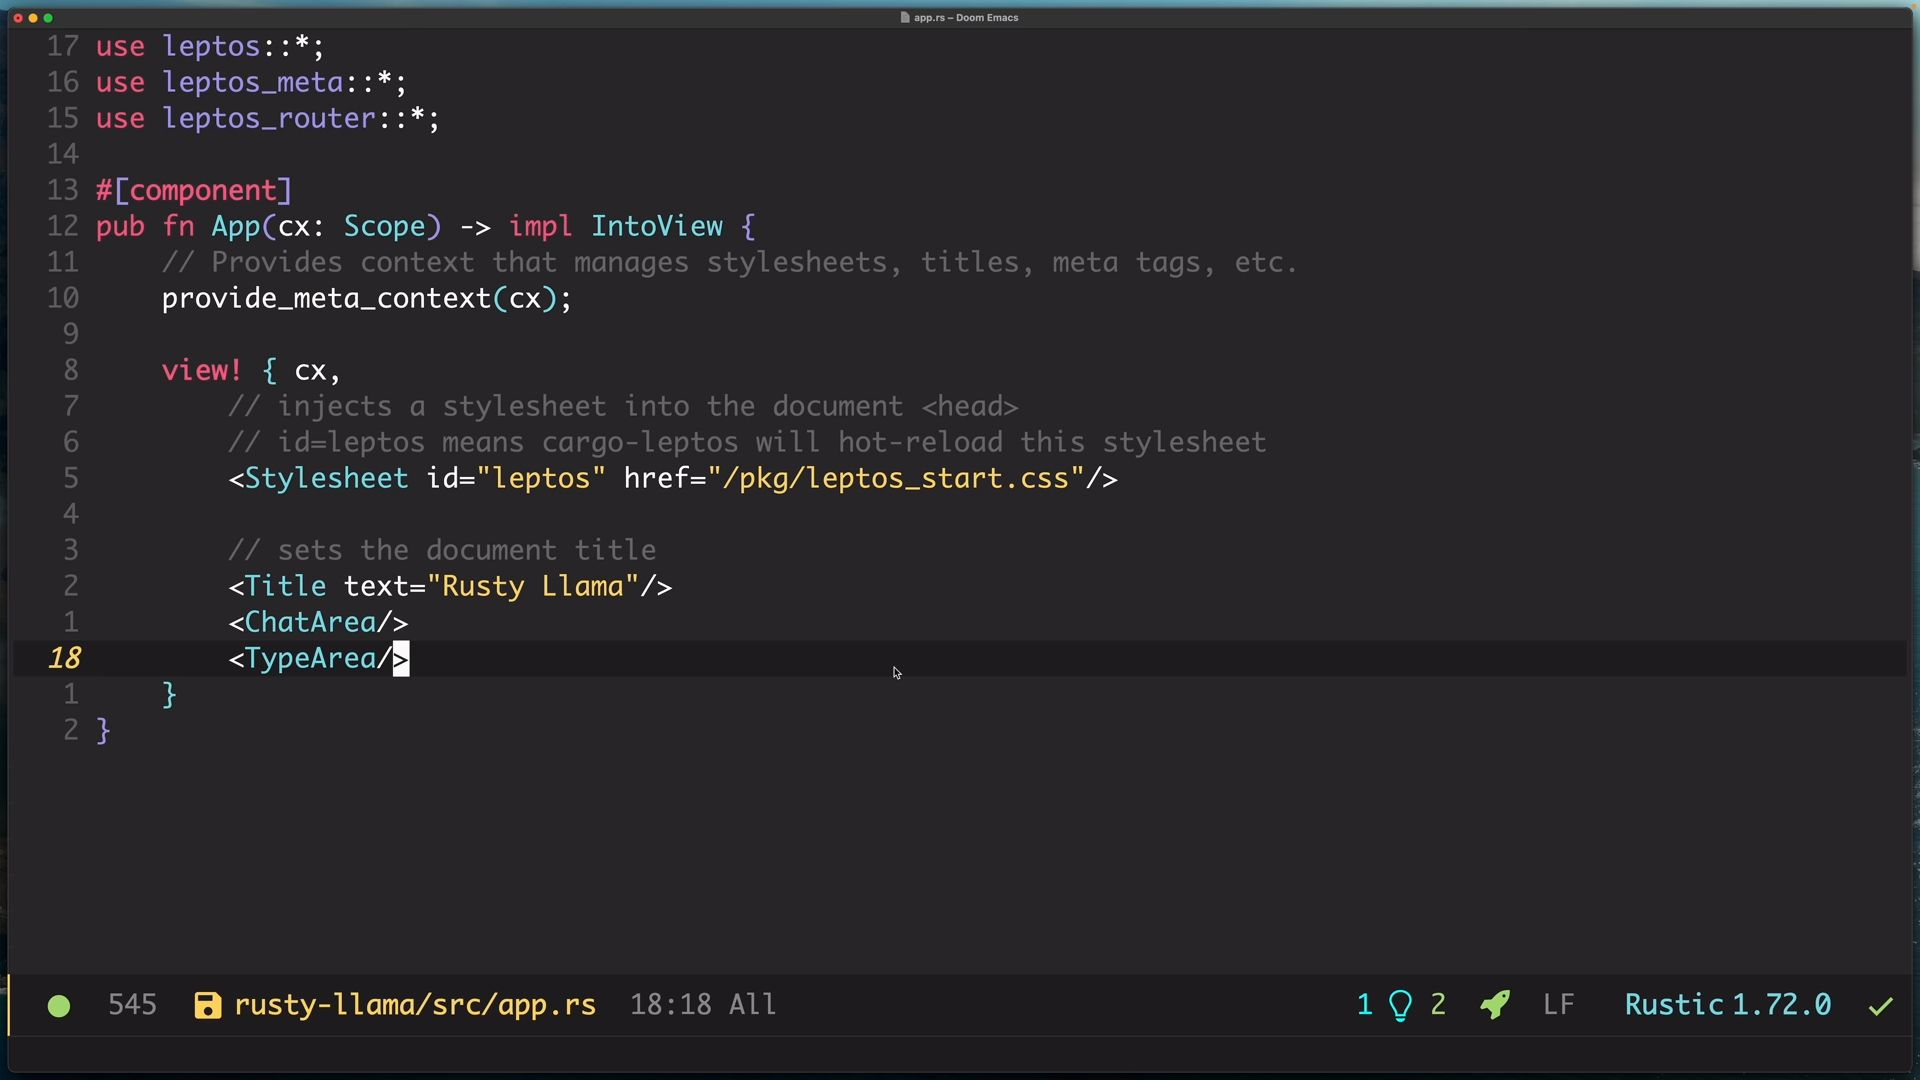 app.rs – Doom Emacs
17 use leptos::*;
16 use leptos_meta::*;
15 use leptos_router::*;
14
13 #[component]
12 pub fn App(cx: Scope) -> impl IntoView {
11     // Provides context that manages stylesheets, titles, meta tags, etc.
10     provide_meta_context(cx);
9
8     view! { cx,
7         // injects a stylesheet into the document <head>
6         // id=leptos means cargo-leptos will hot-reload this stylesheet
5         <Stylesheet id="leptos" href="/pkg/leptos_start.css"/>
4
3         // sets the document title
2         <Title text="Rusty Llama"/>
1         <ChatArea/>
18         <TypeArea/>
1     }
2 }
545 rusty-llama/src/app.rs 18:18 All 1 2 LF Rustic 1.72.0